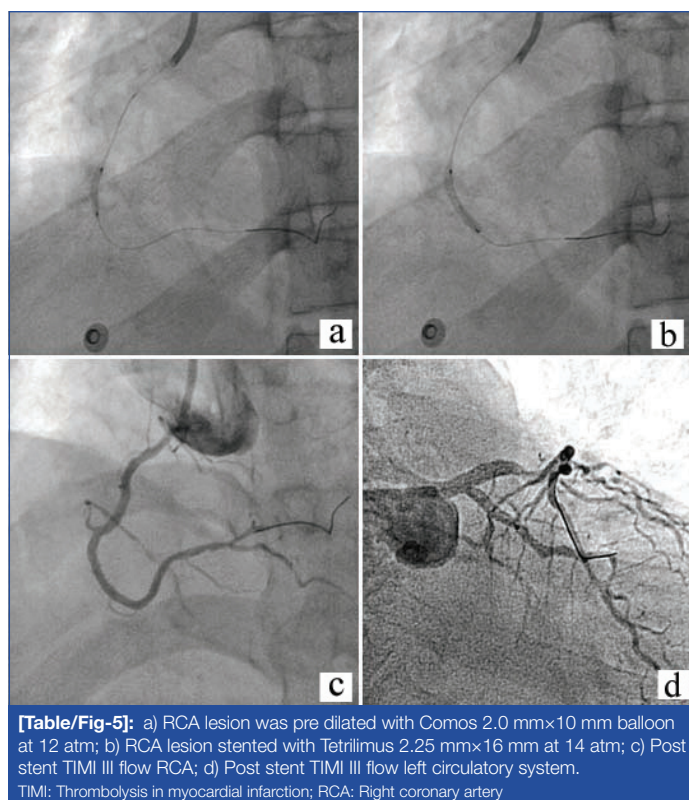 a
b
c
d
[Table/Fig-5]: a) RCA lesion was pre dilated with Comos 2.0 mm×10 mm balloon
at 12 atm; b) RCA lesion stented with Tetrilimus 2.25 mm×16 mm at 14 atm; c) Post
stent TIMI III flow RCA; d) Post stent TIMI III flow left circulatory system.
TIMI: Thrombolysis in myocardial infarction; RCA: Right coronary artery